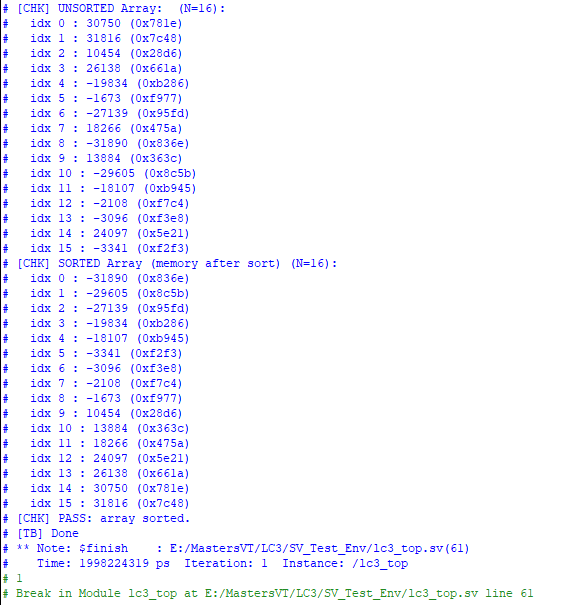 # [CHK] UNSORTED Array:  (N=16):
#   idx 0 : 30750 (0x781e)
#   idx 1 : 31816 (0x7c48)
#   idx 2 : 10454 (0x28d6)
#   idx 3 : 26138 (0x661a)
#   idx 4 : -19834 (0xb286)
#   idx 5 : -1673 (0xf977)
#   idx 6 : -27139 (0x95fd)
#   idx 7 : 18266 (0x475a)
#   idx 8 : -31890 (0x836e)
#   idx 9 : 13884 (0x363c)
#   idx 10 : -29605 (0x8c5b)
#   idx 11 : -18107 (0xb945)
#   idx 12 : -2108 (0xf7c4)
#   idx 13 : -3096 (0xf3e8)
#   idx 14 : 24097 (0x5e21)
#   idx 15 : -3341 (0xf2f3)
# [CHK] SORTED Array (memory after sort) (N=16):
#   idx 0 : -31890 (0x836e)
#   idx 1 : -29605 (0x8c5b)
#   idx 2 : -27139 (0x95fd)
#   idx 3 : -19834 (0xb286)
#   idx 4 : -18107 (0xb945)
#   idx 5 : -3341 (0xf2f3)
#   idx 6 : -3096 (0xf3e8)
#   idx 7 : -2108 (0xf7c4)
#   idx 8 : -1673 (0xf977)
#   idx 9 : 10454 (0x28d6)
#   idx 10 : 13884 (0x363c)
#   idx 11 : 18266 (0x475a)
#   idx 12 : 24097 (0x5e21)
#   idx 13 : 26138 (0x661a)
#   idx 14 : 30750 (0x781e)
#   idx 15 : 31816 (0x7c48)
# [CHK] PASS: array sorted.
# [TB] Done
# ** Note: $finish    : E:/MastersVT/LC3/SV_Test_Env/lc3_top.sv(61)
#    Time: 1998224319 ps  Iteration: 1  Instance: /lc3_top
# 1
# Break in Module lc3_top at E:/MastersVT/LC3/SV_Test_Env/lc3_top.sv line 61